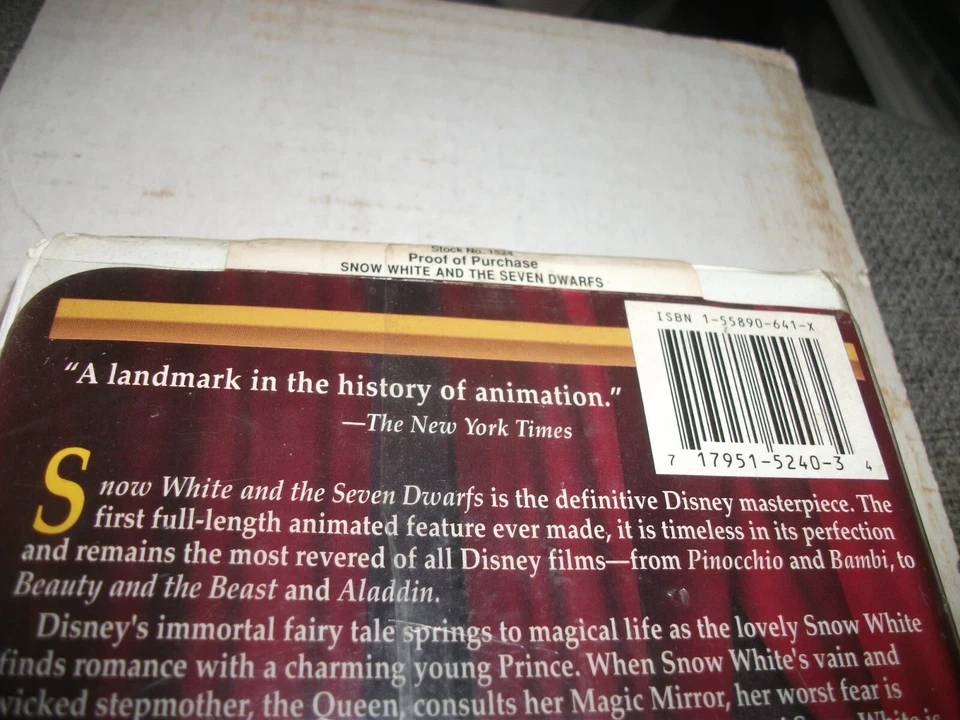 Stock No. 1524
Proof of Purchase
SNOW WHITE AND THE SEVEN DWARFS
ISBN 1-55890-641-X
7 17951-5240-3 4
“A landmark in the history of animation.”
—The New York Times
Snow White and the Seven Dwarfs is the definitive Disney masterpiece. The
first full-length animated feature ever made, it is timeless in its perfection
and remains the most revered of all Disney films—from Pinocchio and Bambi, to
Beauty and the Beast and Aladdin.
Disney's immortal fairy tale springs to magical life as the lovely Snow White
finds romance with a charming young Prince. When Snow White's vain and
wicked stepmother, the Queen, consults her Magic Mirror, her worst fear is
White is